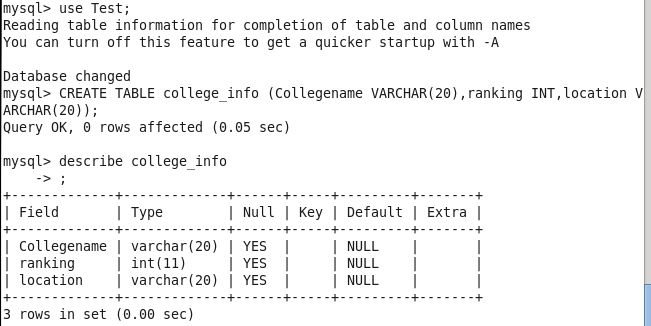 mysql> use Test;
Reading table information for completion of table and column names
You can turn off this feature to get a quicker startup with -A

Database changed
mysql> CREATE TABLE college_info (Collegename VARCHAR(20),ranking INT,location V
ARCHAR(20));
Query OK, 0 rows affected (0.05 sec)

mysql> describe college_info
    -> ;
+-------------+-------------+------+-----+---------+-------+
| Field       | Type        | Null | Key | Default | Extra |
+-------------+-------------+------+-----+---------+-------+
| Collegename | varchar(20) | YES  |     | NULL    |       |
| ranking     | int(11)     | YES  |     | NULL    |       |
| location    | varchar(20) | YES  |     | NULL    |       |
+-------------+-------------+------+-----+---------+-------+
3 rows in set (0.00 sec)